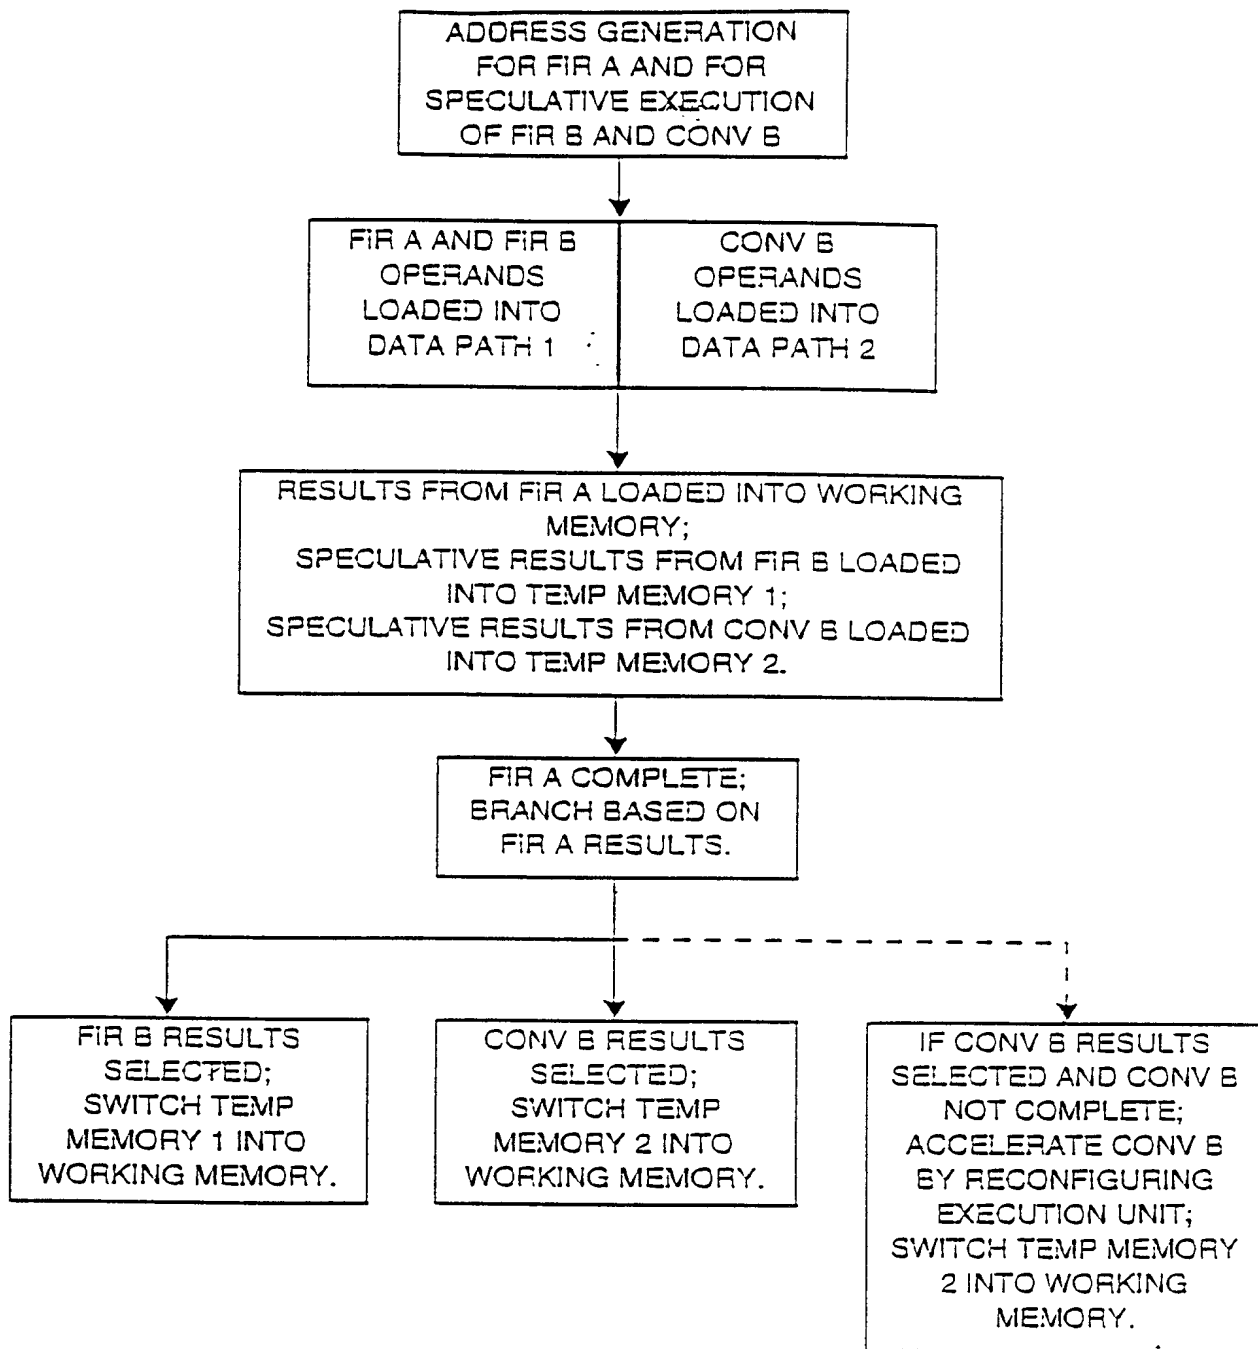 ADDRESS GENERATION
FOR FIR A AND FOR
SPECULATIVE EXECUTION
OF FIR B AND CONV B
FIR A AND FIR B
OPERANDS
LOADED INTO
DATA PATH 1
CONV B
OPERANDS
LOADED INTO
DATA PATH 2
RESULTS FROM FIR A LOADED INTO WORKING
MEMORY;
SPECULATIVE RESULTS FROM FIR B LOADED
INTO TEMP MEMORY 1;
SPECULATIVE RESULTS FROM CONV B LOADED
INTO TEMP MEMORY 2.
FIR A COMPLETE;
BRANCH BASED ON
FIR A RESULTS.
FIR B RESULTS
SELECTED;
SWITCH TEMP
MEMORY 1 INTO
WORKING MEMORY.
CONV B RESULTS
SELECTED;
SWITCH TEMP
MEMORY 2 INTO
WORKING MEMORY.
IF CONV B RESULTS
SELECTED AND CONV B
NOT COMPLETE;
ACCELERATE CONV B
BY RECONFIGURING
EXECUTION UNIT;
SWITCH TEMP MEMORY
2 INTO WORKING
MEMORY.